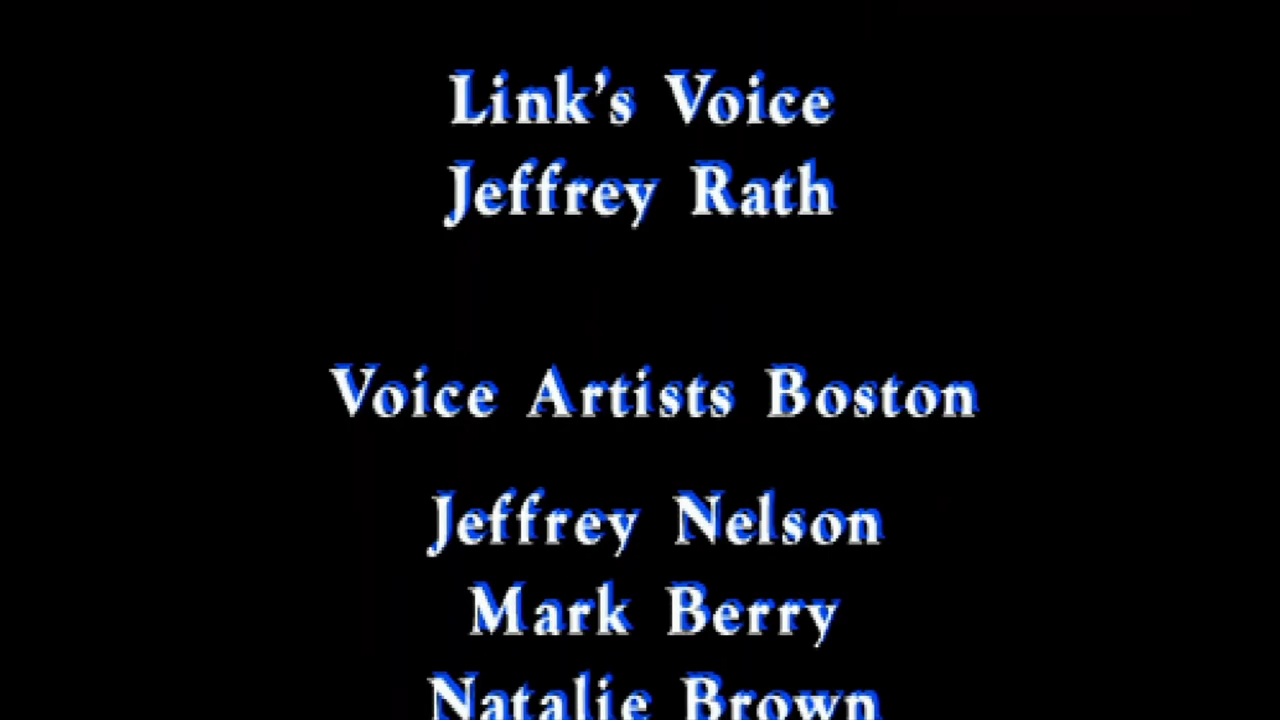 Link's Voice
Jeffrey Rath
Voice Artists Boston
Jeffrey Nelson
Mark Berry
Natalie Brown